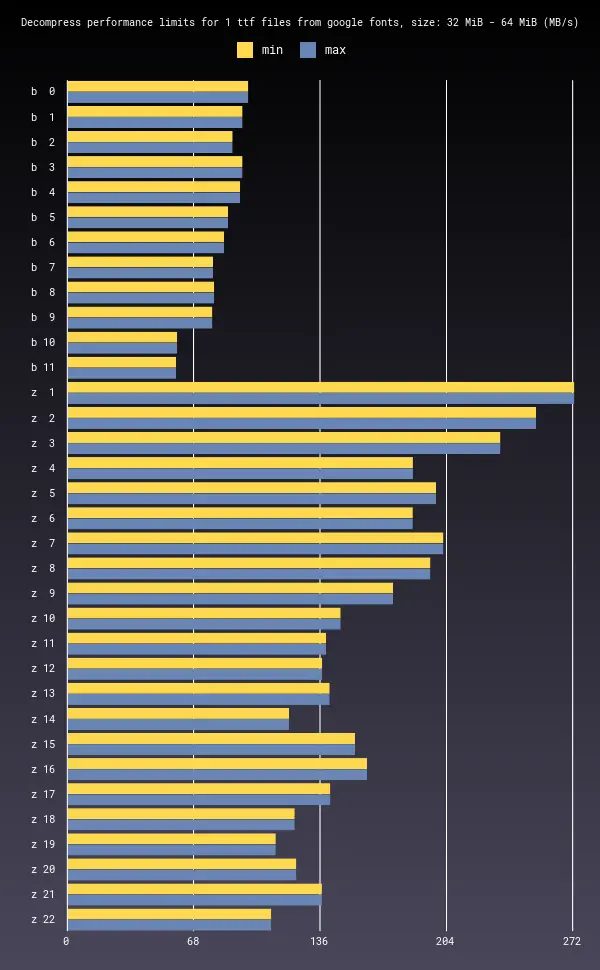 Decompress performance limits for 1 ttf files from google fonts, size: 32 MiB - 64 MiB (MB/s)
min max
b 0
b 1
b 2
b 3
b 4
b 5
b 6
b 7
b 8
b 9
b 10
b 11
z 1
z 2
z 3
z 4
z 5
z 6
z 7
z 8
z 9
z 10
z 11
z 12
z 13
z 14
z 15
z 16
z 17
z 18
z 19
z 20
z 21
z 22
0 68 136 204 272